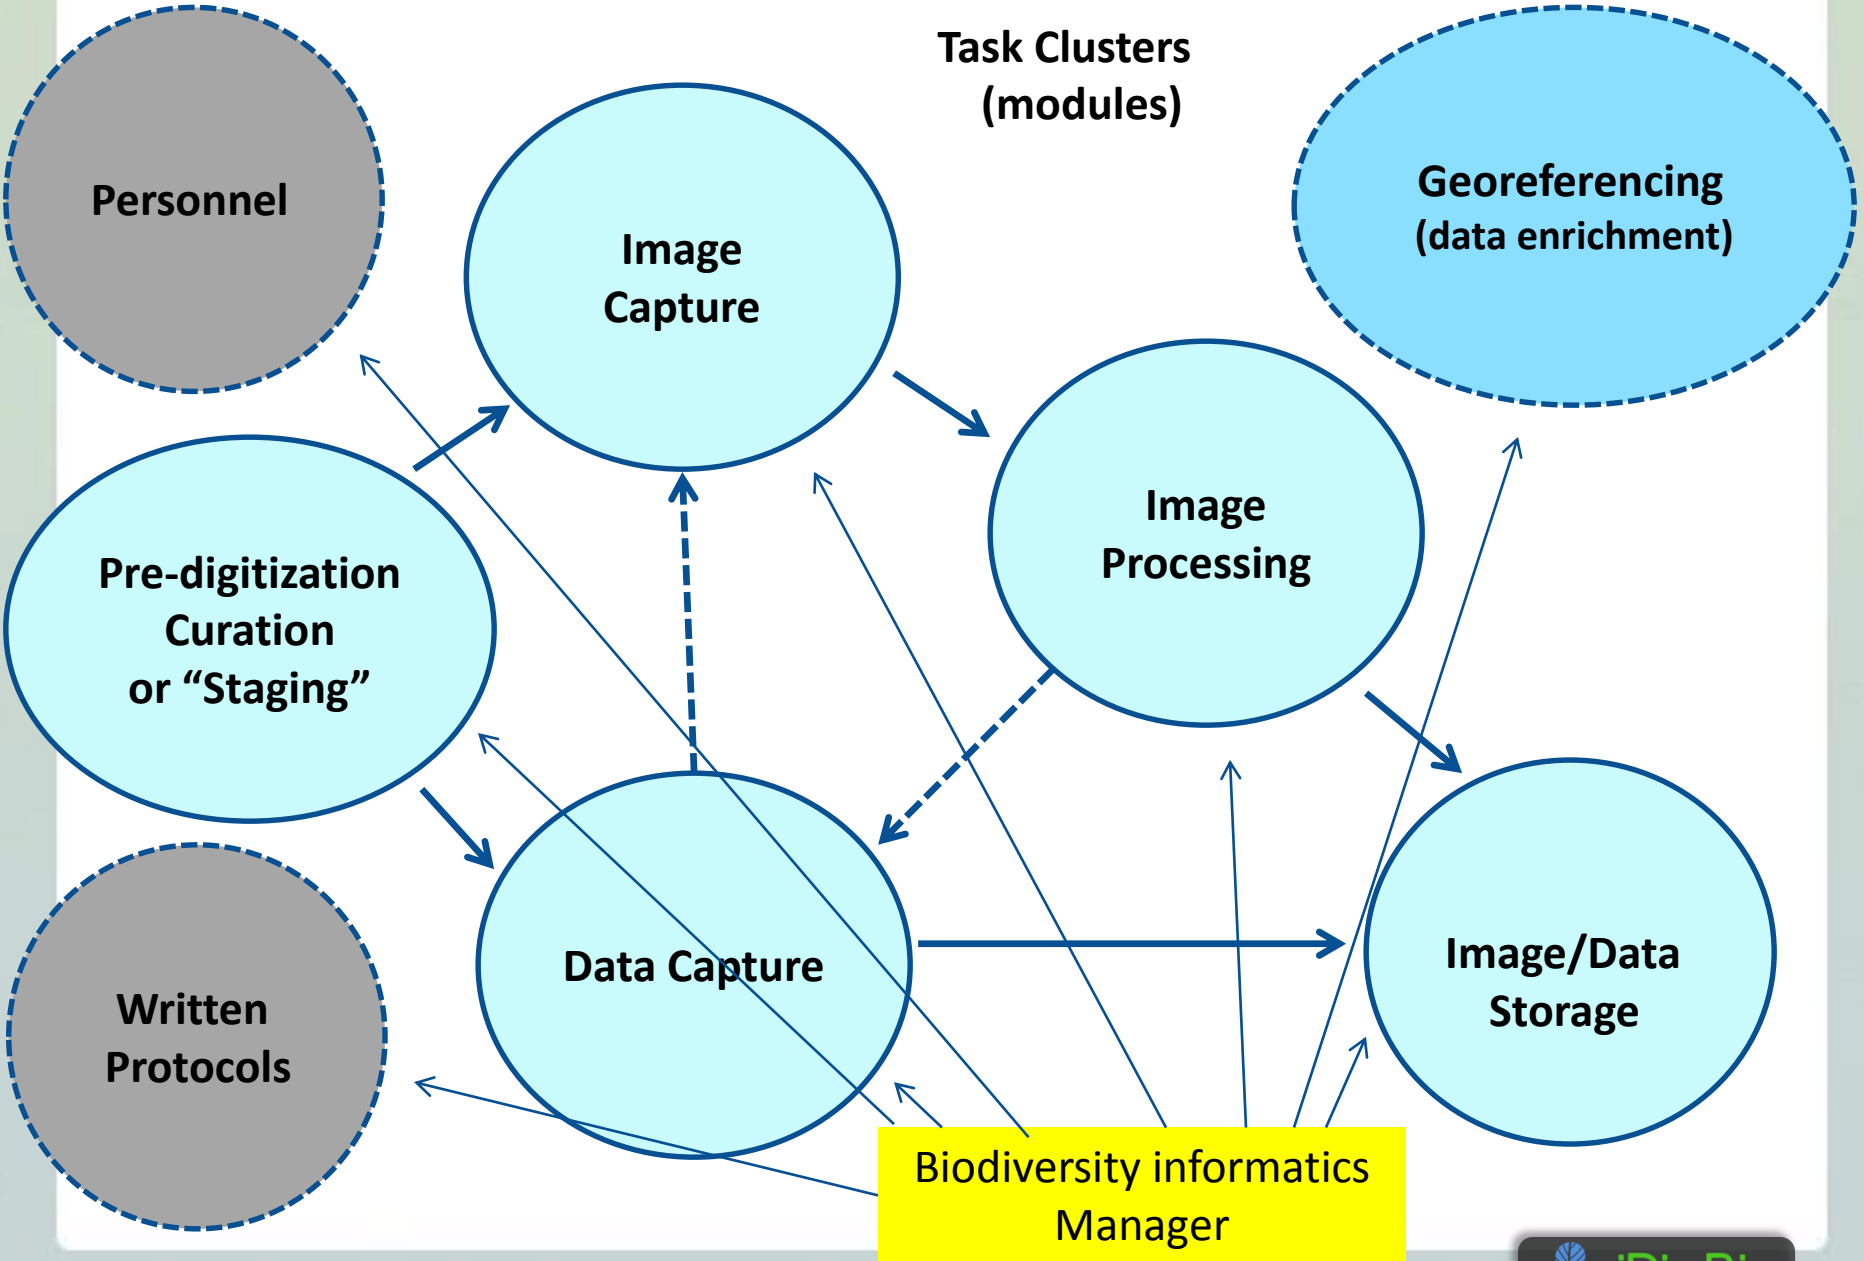 Task Clusters
(modules)
Personnel
Image
Capture
Georeferencing
(data enrichment)
Image
Processing
Pre-digitization
Curation
or “Staging”
Data Capture
Image/Data
Storage
Written
Protocols
Biodiversity informatics
Manager